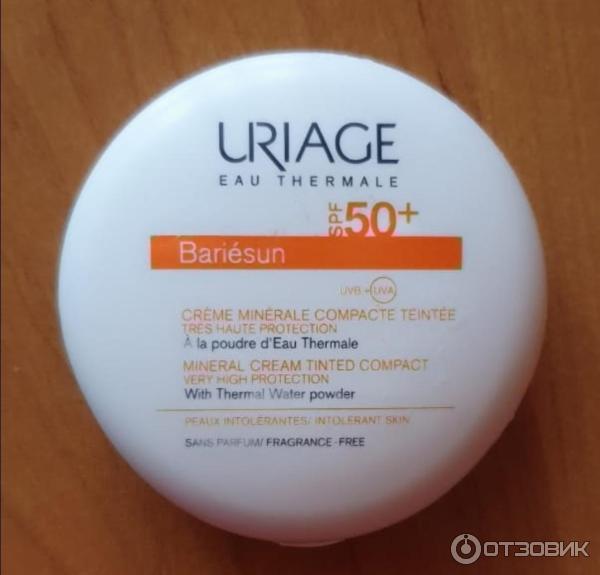 URIAGE
EAU THERMALE
SPF 50+
Bariésun
UVB + UVA
CRÈME MINÉRALE COMPACTE TEINTÉE
TRÈS HAUTE PROTECTION
À la poudre d'Eau Thermale
MINERAL CREAM TINTED COMPACT
VERY HIGH PROTECTION
With Thermal Water powder
PEAUX INTOLÉRANTES/ INTOLERANT SKIN
SANS PARFUM/ FRAGRANCE-FREE
ОТЗОВИК